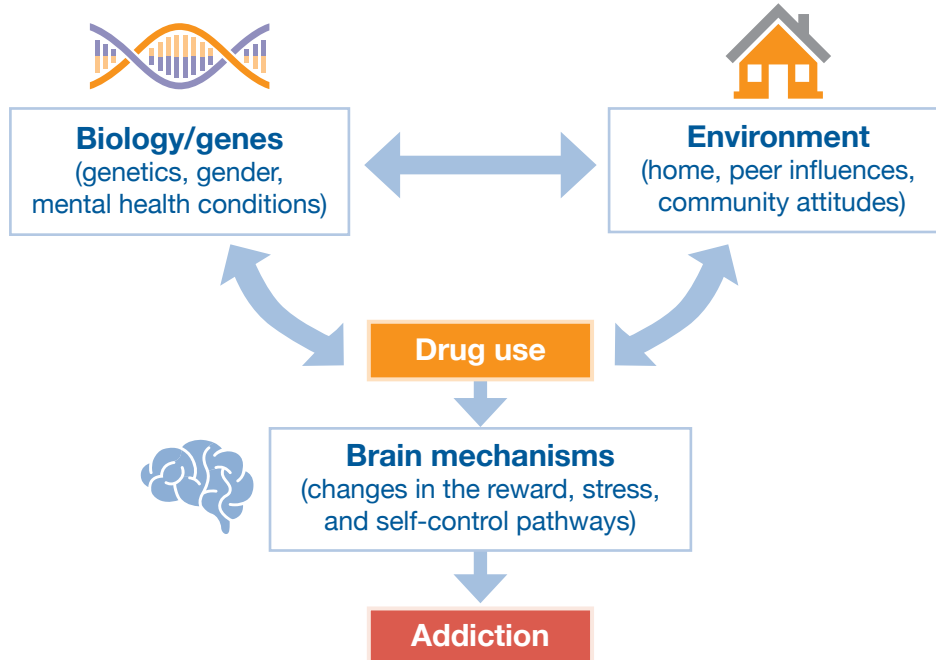 Biology/genes
(genetics, gender,
mental health conditions)
Environment
(home, peer influences,
community attitudes)
Drug use
Brain mechanisms
(changes in the reward, stress,
and self-control pathways)
Addiction